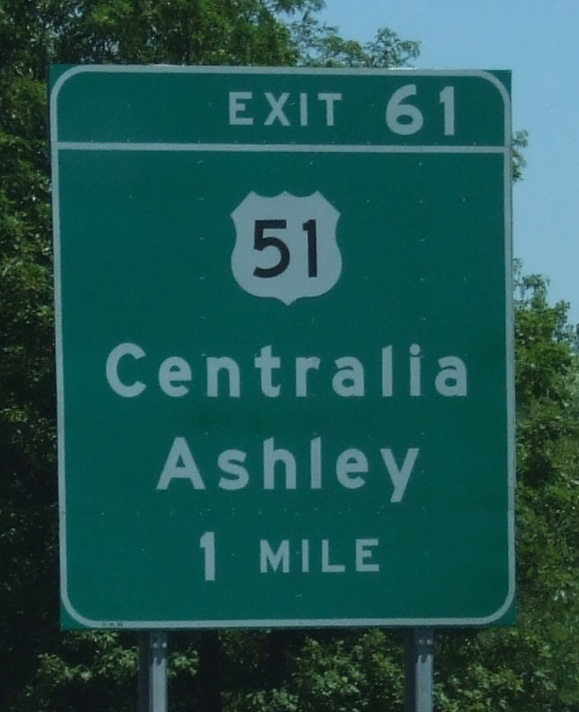 EXIT 61
51
Centralia
Ashley
1 MILE